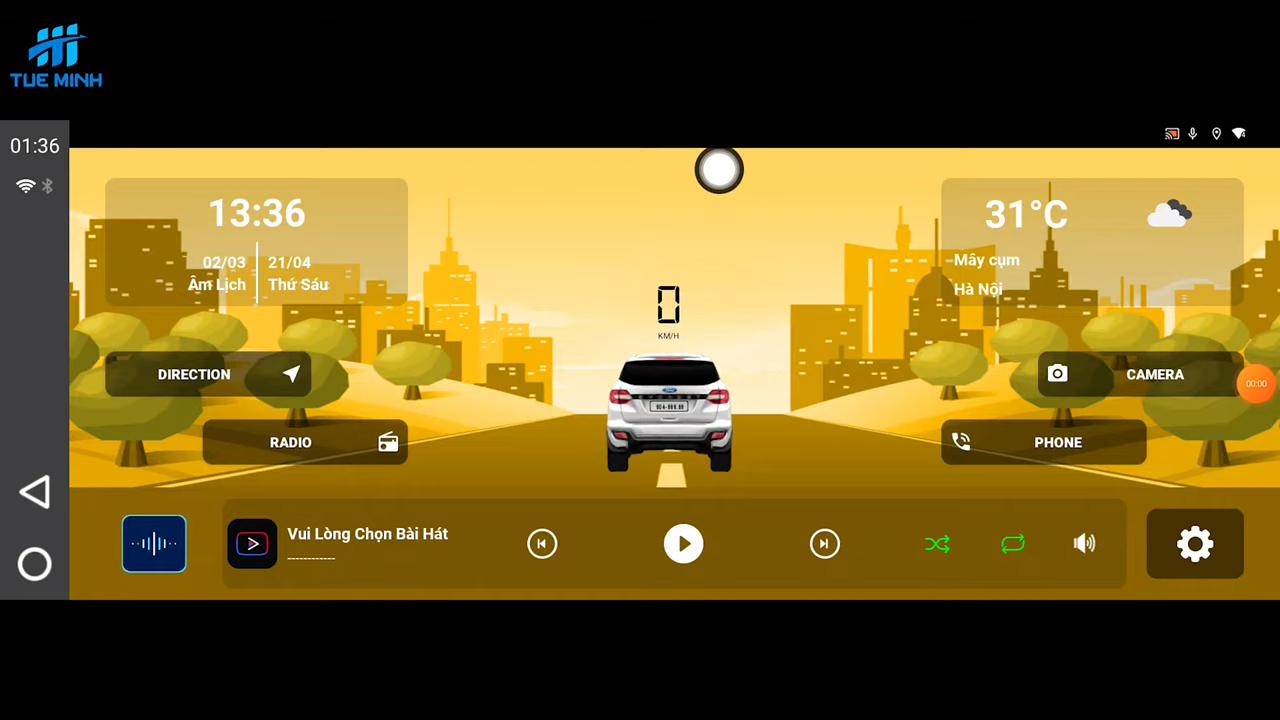 TUE MINH
01:36
13:36
02/03
Âm Lịch
21/04
Thứ Sáu
31°C
Mây cụm
Hà Nội
0
KM/H
DIRECTION
CAMERA
00:00
RADIO
PHONE
Vui Lòng Chọn Bài Hát
------------